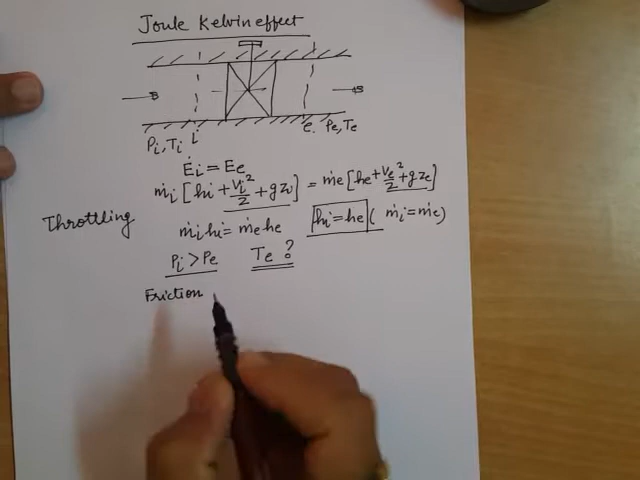 Joule Kelvin effect
Pi, Ti i
e. Pe, Te
Ėi = Ėe
ṁi [hi + Vi²/2 + gzi] = ṁe [he + Ve²/2 + gze]
Throttling
ṁi hi = ṁe he hi = he ( ṁi = ṁe)
Pi > Pe Te ?
Friction